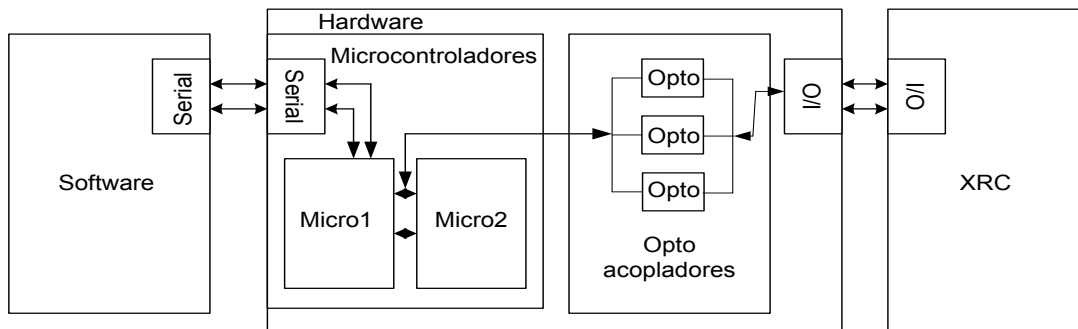 Hardware
Microcontroladores
Serial
Serial
Opto
Opto
Opto
I/O
I/O
Software
Micro1
Micro2
XRC
Opto
acopladores